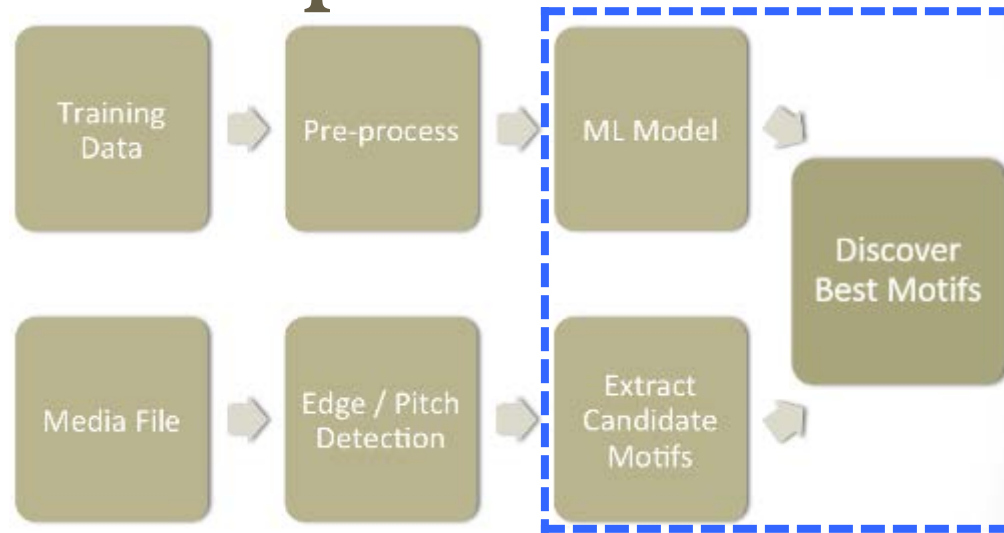 Training
Data
Pre-process
ML Model
Discover
Best Motifs
Media File
Edge / Pitch
Detection
Extract
Candidate
Motifs